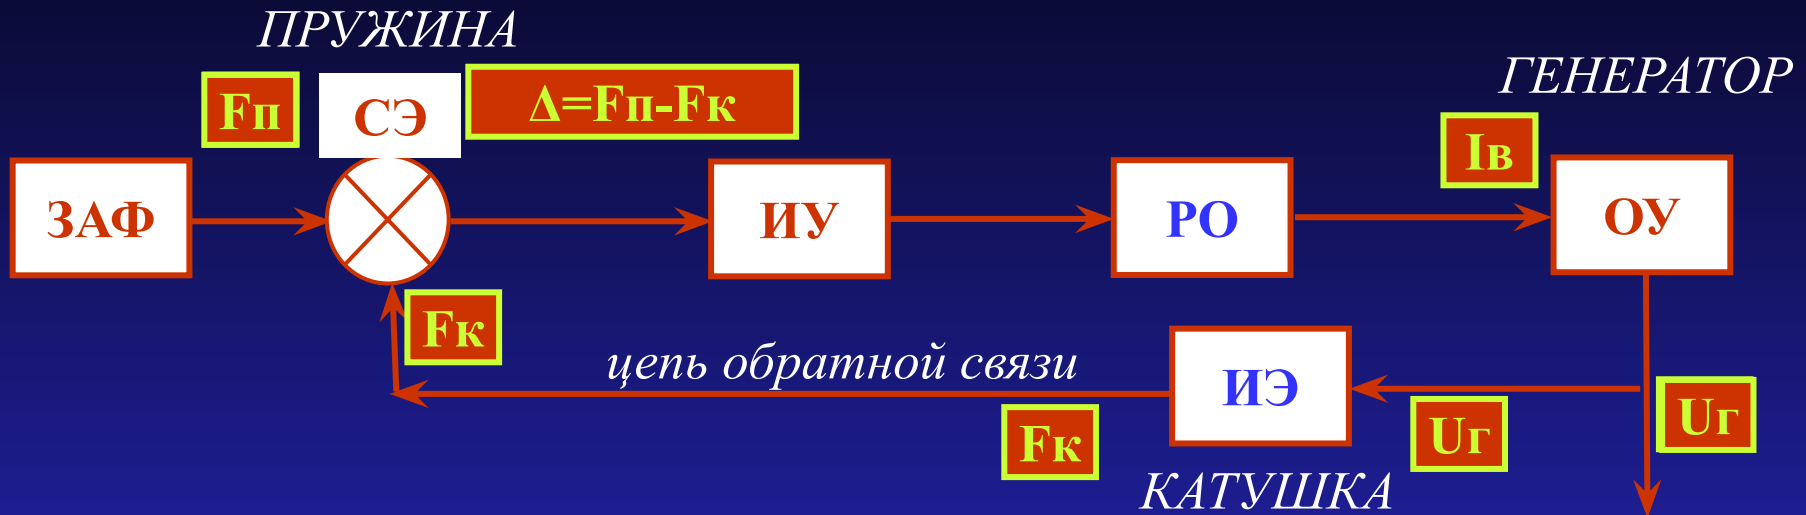 ПРУЖИНА
ГЕНЕРАТОР
Fп
СЭ
Δ=Fп-Fк
Iв
ЗАФ
ИУ
РО
ОУ
Fк
цепь обратной связи
ИЭ
Fк
Uг
Uг
КАТУШКА